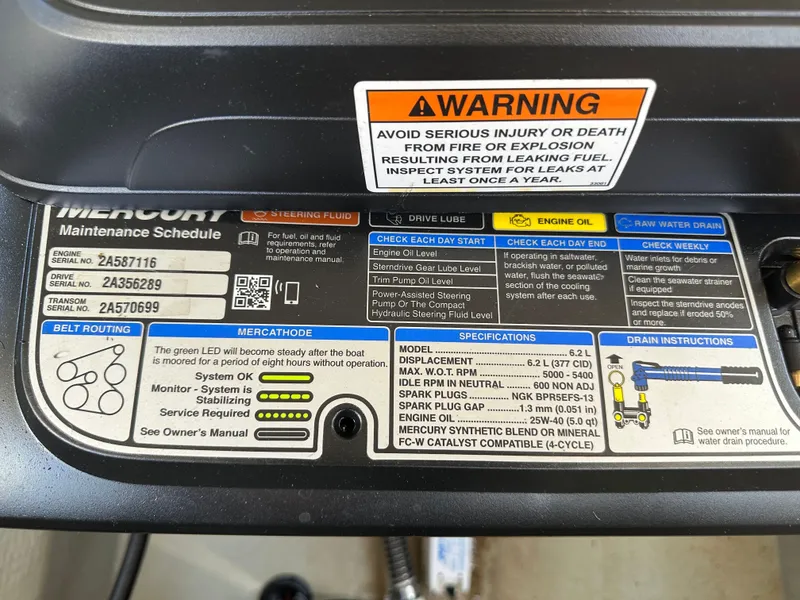 WARNING
AVOID SERIOUS INJURY OR DEATH
FROM FIRE OR EXPLOSION
RESULTING FROM LEAKING FUEL.
INSPECT SYSTEM FOR LEAKS AT
LEAST ONCE A YEAR.
MERCURY
Maintenance Schedule
ENGINE
SERIAL NO. 2A587116
DRIVE
SERIAL NO. 2A356289
TRANSOM
SERIAL NO. 2A570699
STEERING FLUID
For fuel, oil and fluid
requirements, refer
to operation and
maintenance manual.
DRIVE LUBE
ENGINE OIL
RAW WATER DRAIN
CHECK EACH DAY START
Engine Oil Level
Sterndrive Gear Lube Level
Trim Pump Oil Level
Power-Assisted Steering
Pump Or The Compact
Hydraulic Steering Fluid Level
CHECK EACH DAY END
If operating in saltwater,
brackish water, or polluted
water, flush the seawater
section of the cooling
system after each use.
CHECK WEEKLY
Water inlets for debris or
marine growth
Clean the seawater strainer
if equipped
Inspect the sterndrive anodes
and replace if eroded 50%
or more.
BELT ROUTING
MERCATHODE
The green LED will become steady after the boat
is moored for a period of eight hours without operation.
System OK
Monitor - System is
Stabilizing
Service Required
See Owner's Manual
SPECIFICATIONS
MODEL ........ 6.2 L
DISPLACEMENT ........ 6.2 L (377 CID)
MAX. W.O.T. RPM ........ 5000 - 5400
IDLE RPM IN NEUTRAL ........ 600 NON ADJ
SPARK PLUGS ........ NGK BPR5EFS-13
SPARK PLUG GAP ........ 1.3 mm (0.051 in)
ENGINE OIL ........ 25W-40 (5.0 qt)
MERCURY SYNTHETIC BLEND OR MINERAL
FC-W CATALYST COMPATIBLE (4-CYCLE)
DRAIN INSTRUCTIONS
OPEN
See owner's manual for
water drain procedure.